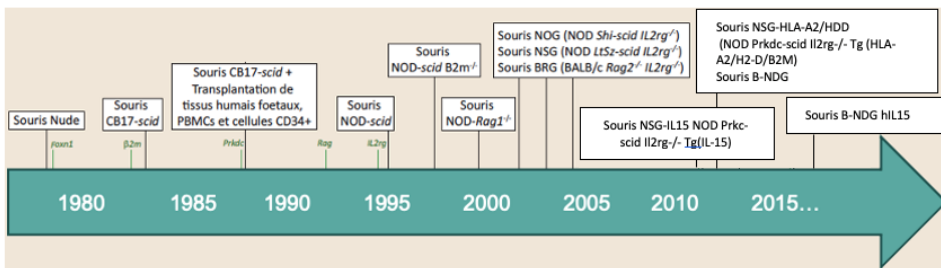 Souris Nude
Souris
CB17-scid
Souris CB17-scid +
Transplantation de
tissus humais foetaux,
PBMCs et cellules CD34+
Souris
NOD-scid
Souris
NOD-scid B2m-/-
Souris
NOD-Rag1-/-
Souris NOG (NOD Shi-scid IL2rg-/-)
Souris NSG (NOD LtSz-scid IL2rg-/-)
Souris BRG (BALB/c Rag2-/- IL2rg-/-)
Souris NSG-IL15 NOD Prkc-
scid Il2rg-/- Tg(IL-15)
Souris NSG-HLA-A2/HDD
(NOD Prkdc-scid Il2rg-/- Tg (HLA-
A2/H2-D/B2M)
Souris B-NDG
Souris B-NDG hIL15
Foxn1
β2m
Prkdc
Rag
IL2rg
1980
1985
1990
1995
2000
2005
2010
2015...